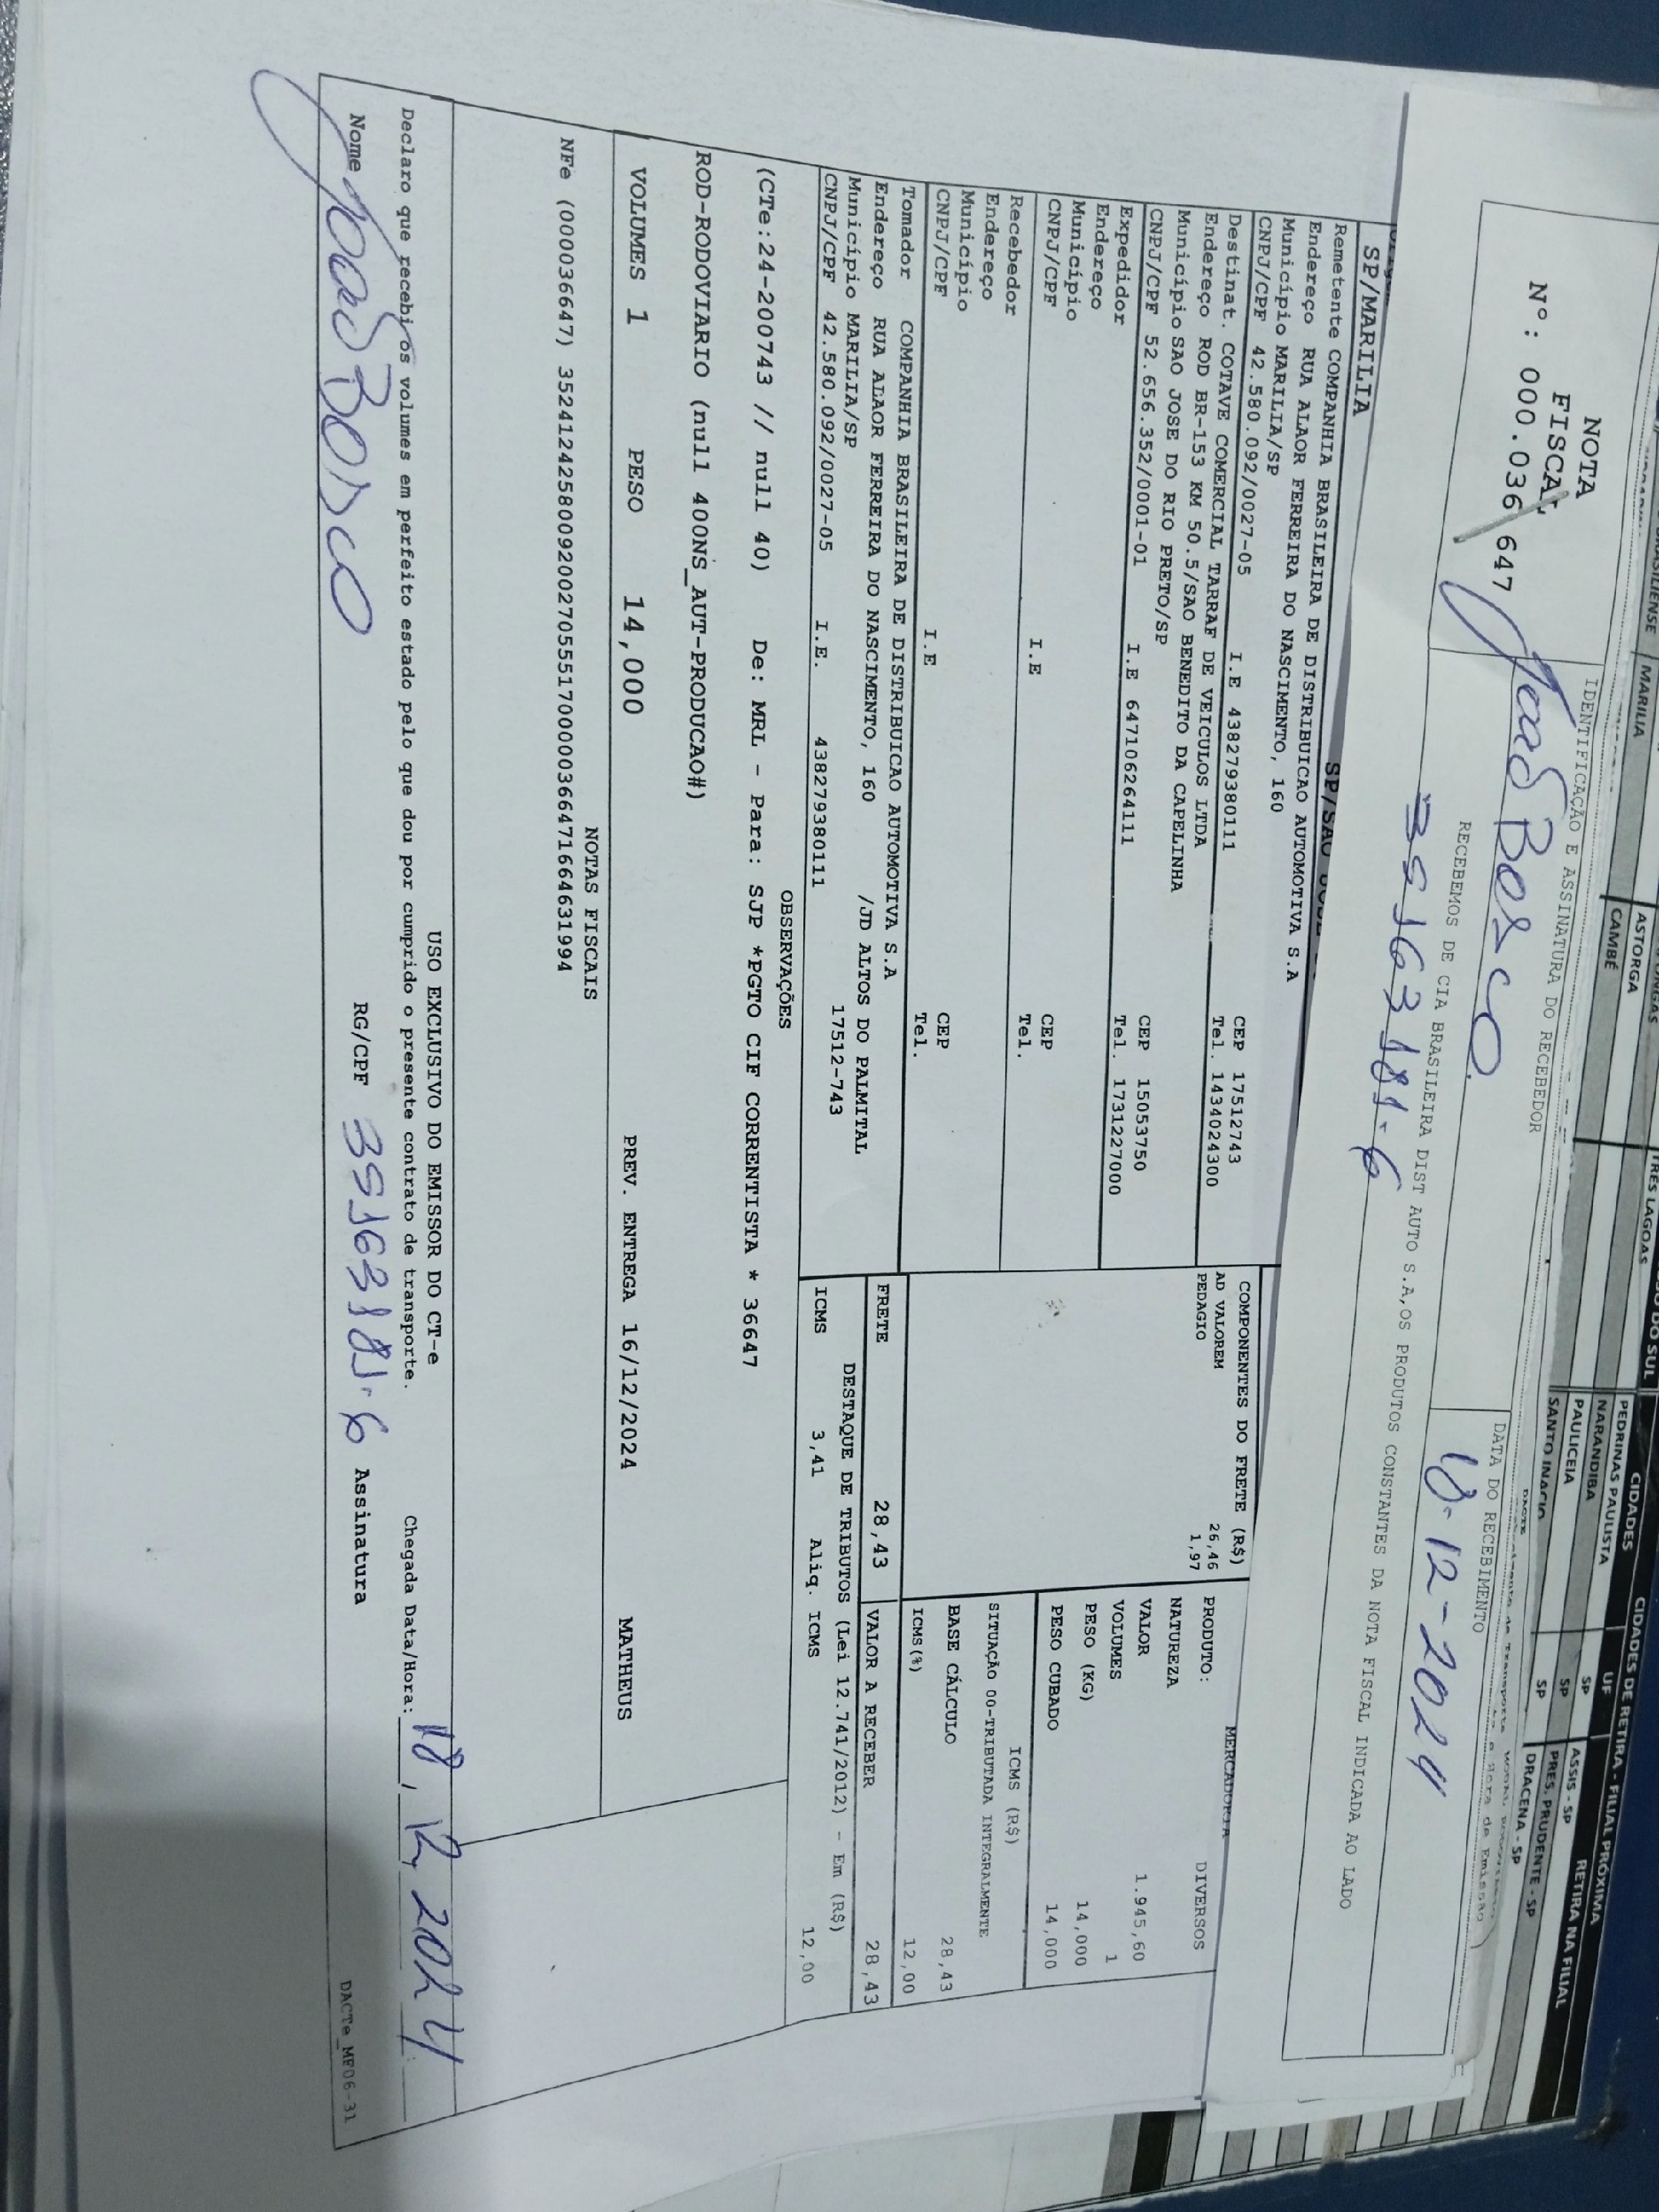 NOTA
FISCAL
Nº: 000.036 647
IDENTIFICAÇÃO E ASSINATURA DO RECEBEDOR
João Bosco
DATA DO RECEBIMENTO
18-12-2024
RECEBEMOS DE CIA BRASILEIRA DIST AUTO S.A,OS PRODUTOS CONSTANTES DA NOTA FISCAL INDICADA AO LADO
39163181-6
MARILIA
ASTORGA
CAMBÉ
TRÊS LAGOAS
CIDADES DE RETIRA - FILIAL PRÓXIMA
CIDADES UF RETIRA NA FILIAL
PEDRINAS PAULISTA SP ASSIS - SP
NARANDIBA SP PRES. PRUDENTE - SP
PAULICEIA SP DRACENA - SP
SANTO INACIO
SP/MARILIA
Remetente COMPANHIA BRASILEIRA DE DISTRIBUICAO AUTOMOTIVA S.A
Endereço RUA ALAOR FERREIRA DO NASCIMENTO, 160
Município MARILIA/SP CEP 17512743
CNPJ/CPF 42.580.092/0027-05 I.E 438279380111 Tel. 1434024300
Destinat. COTAVE COMERCIAL TARRAF DE VEICULOS LTDA
Endereço ROD BR-153 KM 50.5/SAO BENEDITO DA CAPELINHA
Município SAO JOSE DO RIO PRETO/SP CEP 15053750
CNPJ/CPF 52.656.352/0001-01 I.E 647106264111 Tel. 1731227000
Expedidor
Endereço
Município CEP
CNPJ/CPF I.E Tel.
Recebedor
Endereço
Município CEP
CNPJ/CPF I.E Tel.
Tomador COMPANHIA BRASILEIRA DE DISTRIBUICAO AUTOMOTIVA S.A
Endereço RUA ALAOR FERREIRA DO NASCIMENTO, 160 /JD ALTOS DO PALMITAL
Município MARILIA/SP 17512-743
CNPJ/CPF 42.580.092/0027-05 I.E. 438279380111
COMPONENTES DO FRETE (R$)
AD VALOREM 26,46
PEDAGIO 1,97
MERCADORIA
PRODUTO: DIVERSOS
NATUREZA
VALOR 1.945,60
VOLUMES 1
PESO (KG) 14,000
PESO CUBADO 14,000
ICMS (R$)
SITUAÇÃO 00-TRIBUTADA INTEGRALMENTE
BASE CÁLCULO 28,43
ICMS(%) 12,00
FRETE 28,43 VALOR A RECEBER 28,43
DESTAQUE DE TRIBUTOS (Lei 12.741/2012) - Em (R$)
ICMS 3,41 Aliq. ICMS 12,00
OBSERVAÇÕES
(CTe:24-200743 // null 40) De: MRL - Para: SJP *PGTO CIF CORRENTISTA * 36647
ROD-RODOVIARIO (null 400NS_AUT-PRODUCAO#)
VOLUMES 1 PESO 14,000 PREV. ENTREGA 16/12/2024 MATHEUS
NOTAS FISCAIS
NFe (000036647) 35241242580092002705551700000366471664631994
USO EXCLUSIVO DO EMISSOR DO CT-e
Declaro que recebi os volumes em perfeito estado pelo que dou por cumprido o presente contrato de transporte. Chegada Data/Hora: 18, 12, 2024
Nome João Bosco RG/CPF 39163181-6 Assinatura
DACTe_MF06-31